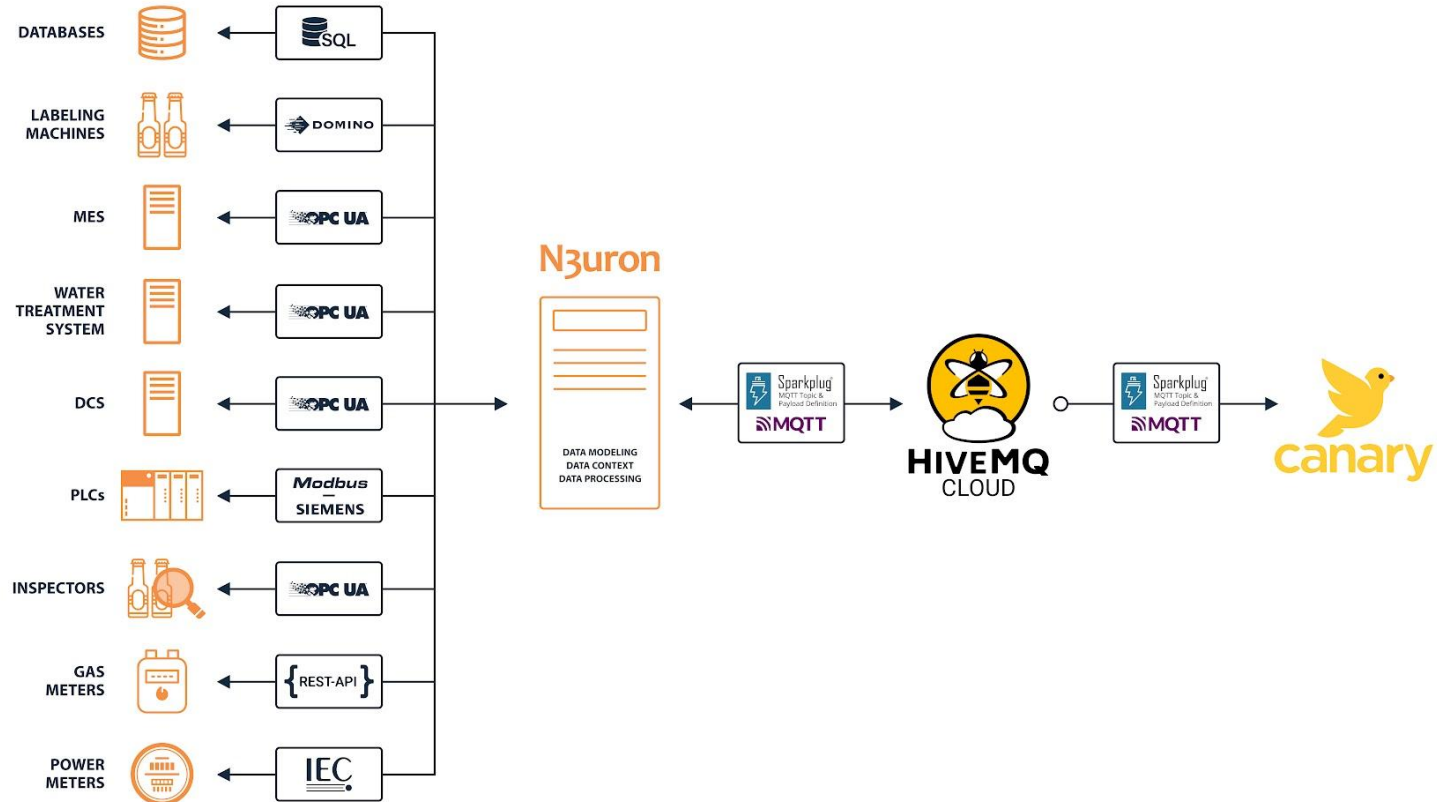 DATABASES
SQL
LABELING
MACHINES
DOMINO
MES
OPC UA
WATER
TREATMENT
SYSTEM
OPC UA
DCS
OPC UA
PLCs
Modbus
SIEMENS
INSPECTORS
OPC UA
GAS
METERS
{REST-API}
POWER
METERS
IEC
N3uron
DATA MODELING
DATA CONTEXT
DATA PROCESSING
Sparkplug®
MQTT Topic &
Payload Definition
MQTT
HIVEMQ
CLOUD
Sparkplug®
MQTT Topic &
Payload Definition
MQTT
canary